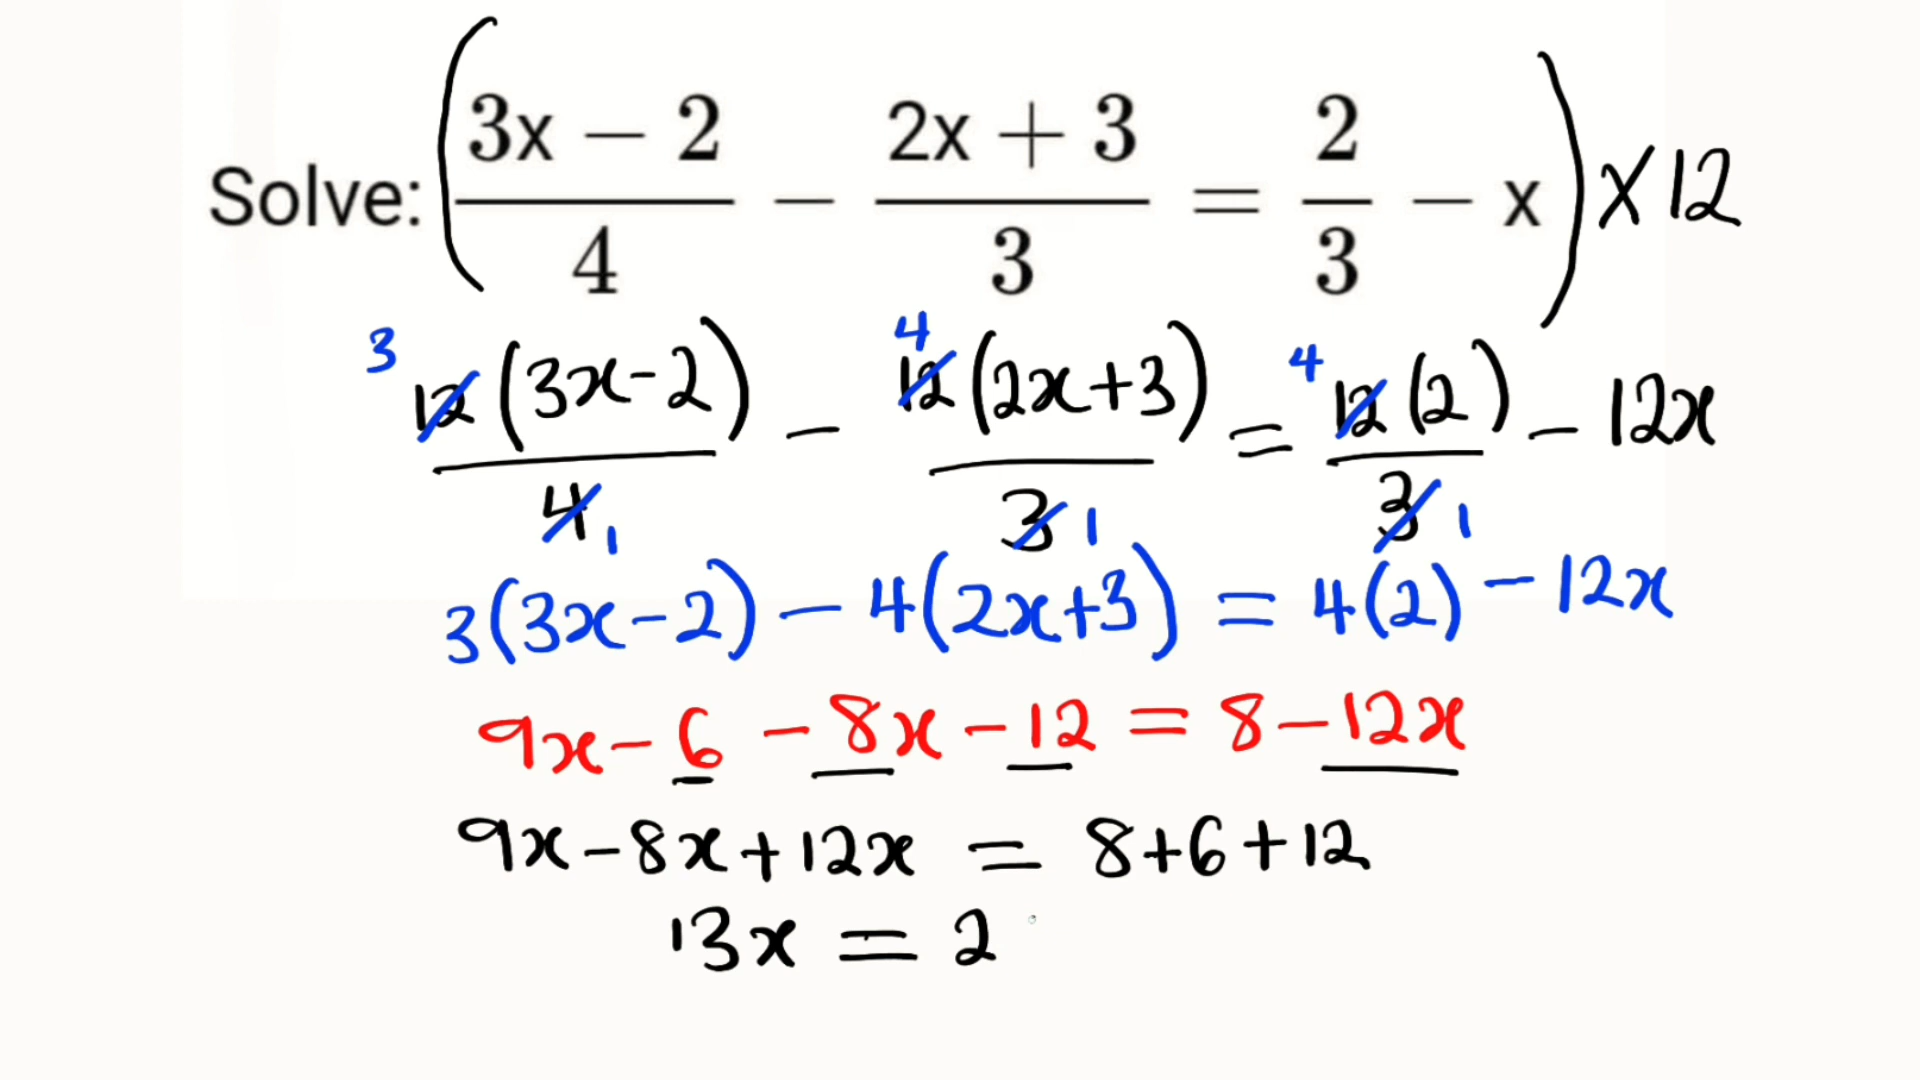 Solve: (3x − 2/4 − 2x + 3/3 = 2/3 − x) × 12
3 12(3x-2)/4 1 − 4 12(2x+3)/3 1 = 4 12(2)/3 1 − 12x
3(3x-2) − 4(2x+3) = 4(2) − 12x
9x - 6 - 8x - 12 = 8 - 12x
9x - 8x + 12x = 8 + 6 + 12
13x = 2